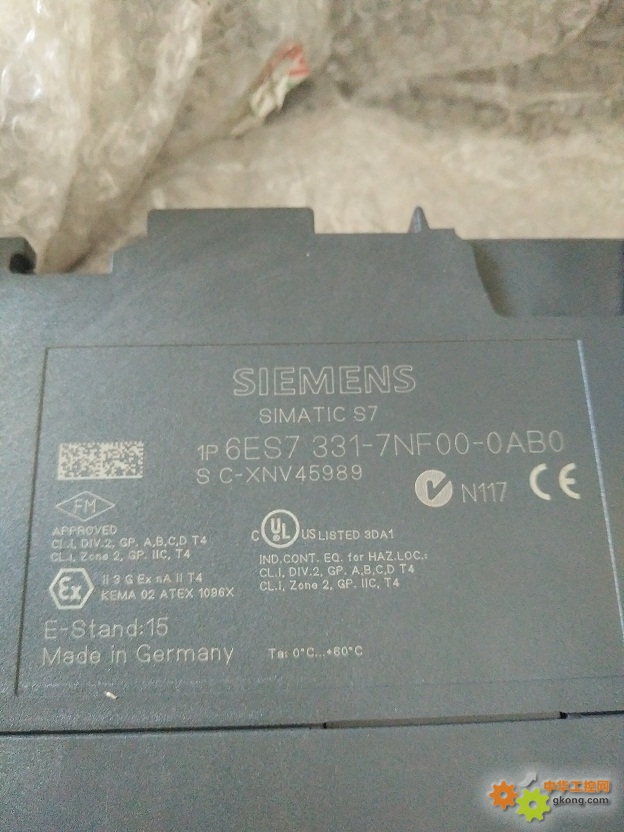 SIEMENS
SIMATIC S7
1P 6ES7 331-7NF00-0AB0
S C-XNV45989
N117 CE
FM
APPROVED
CL.I, DIV.2, GP. A,B,C,D T4
CL.I, Zone 2, GP. IIC, T4
C UL US LISTED 3DA1
IND.CONT. EQ. for HAZ.LOC.:
CL.I, DIV.2, GP. A,B,C,D T4
CL.I, Zone 2, GP. IIC, T4
Ex II 3 G Ex nA II T4
KEMA 02 ATEX 1096X
E-Stand:15
Made in Germany
Ta: 0°C...+60°C
中华工控网
gkong.com